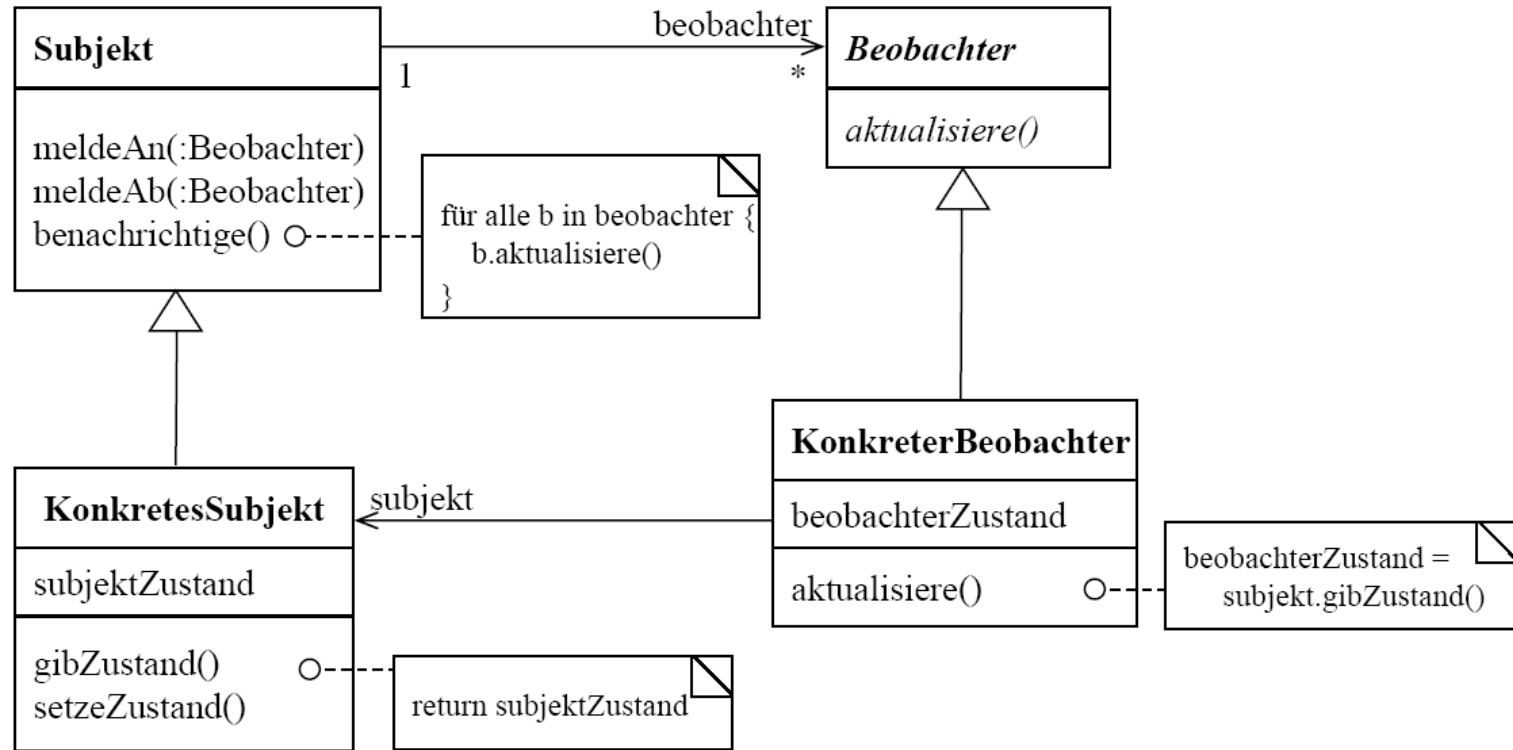 Subjekt
beobachter
1
*
Beobachter
aktualisiere()
meldeAn(:Beobachter)
meldeAb(:Beobachter)
benachrichtige()
für alle b in beobachter {
b.aktualisiere()
}
KonkretesSubjekt
subjektZustand
gibZustand()
setzeZustand()
return subjektZustand
subjekt
KonkreterBeobachter
beobachterZustand
aktualisiere()
beobachterZustand =
subjekt.gibZustand()